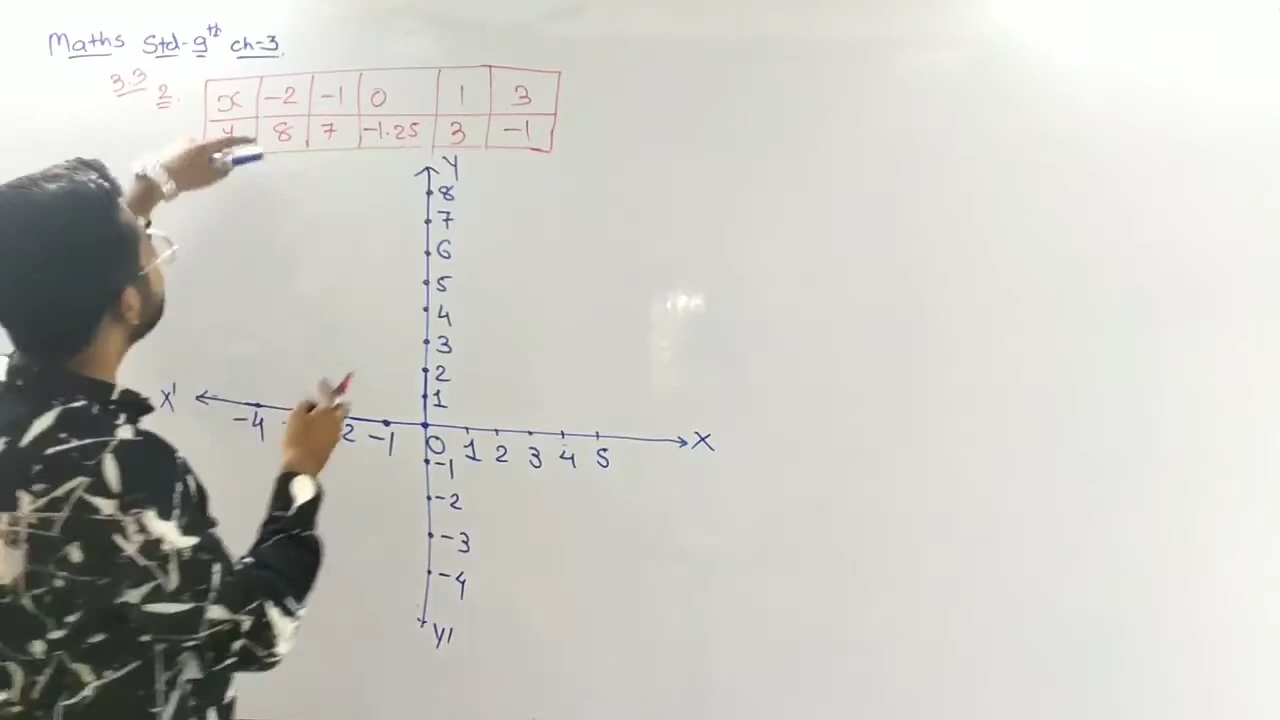 Maths Std-9th ch-3.
3.3 2. x -2 -1 0 1 3
y 8 7 -1.25 3 -1
Y
8
7
6
5
4
3
2
1
X' X
-4 2 -1 0 1 2 3 4 5
-1
-2
-3
-4
Y'